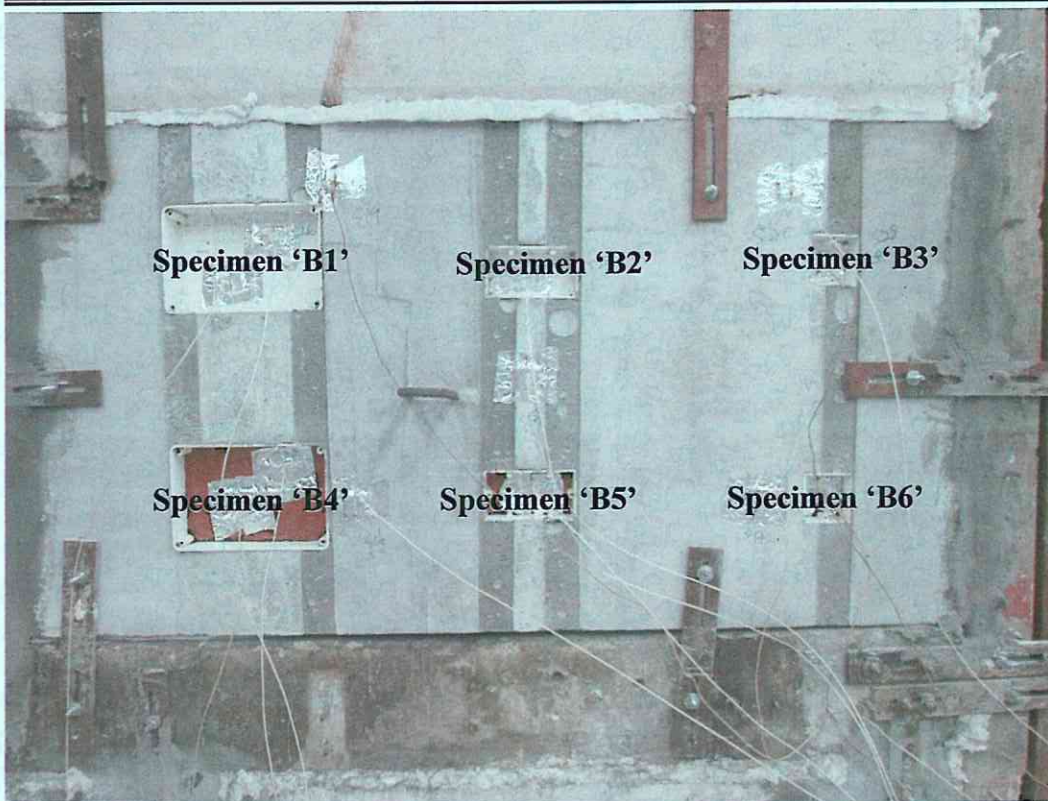 Specimen ‘B1’
Specimen ‘B2’
Specimen ‘B3’
Specimen ‘B4’
Specimen ‘B5’
Specimen ‘B6’